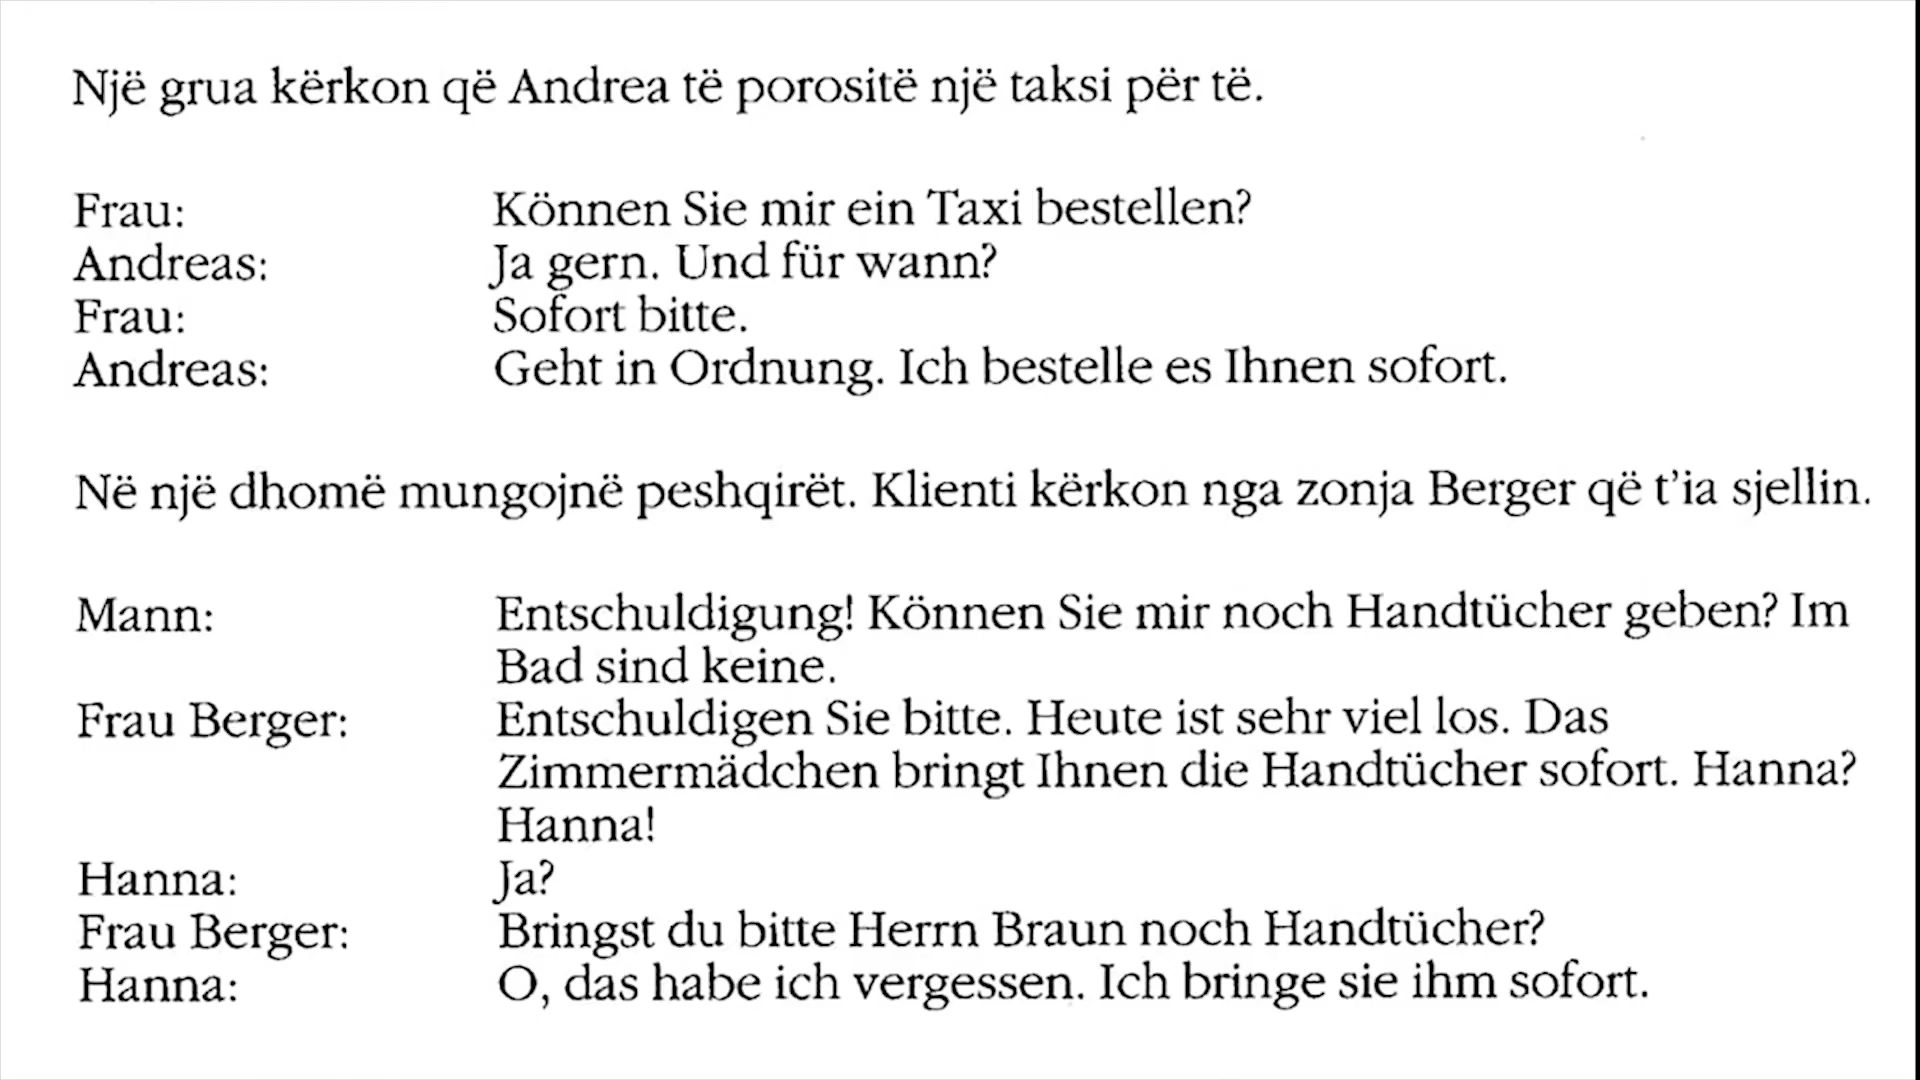 Një grua kërkon që Andrea të porositë një taksi për të.
Frau: Können Sie mir ein Taxi bestellen?
Andreas: Ja gern. Und für wann?
Frau: Sofort bitte.
Andreas: Geht in Ordnung. Ich bestelle es Ihnen sofort.
Në një dhomë mungojnë peshqirët. Klienti kërkon nga zonja Berger që t'ia sjellin.
Mann: Entschuldigung! Können Sie mir noch Handtücher geben? Im
Bad sind keine.
Frau Berger: Entschuldigen Sie bitte. Heute ist sehr viel los. Das
Zimmermädchen bringt Ihnen die Handtücher sofort. Hanna?
Hanna!
Hanna: Ja?
Frau Berger: Bringst du bitte Herrn Braun noch Handtücher?
Hanna: O, das habe ich vergessen. Ich bringe sie ihm sofort.